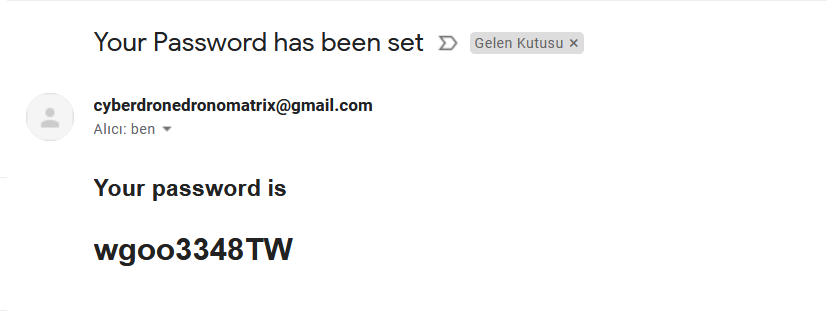 Your Password has been set Gelen Kutusu ×
cyberdronedronomatrix@gmail.com
Alıcı: ben
Your password is
wgoo3348TW